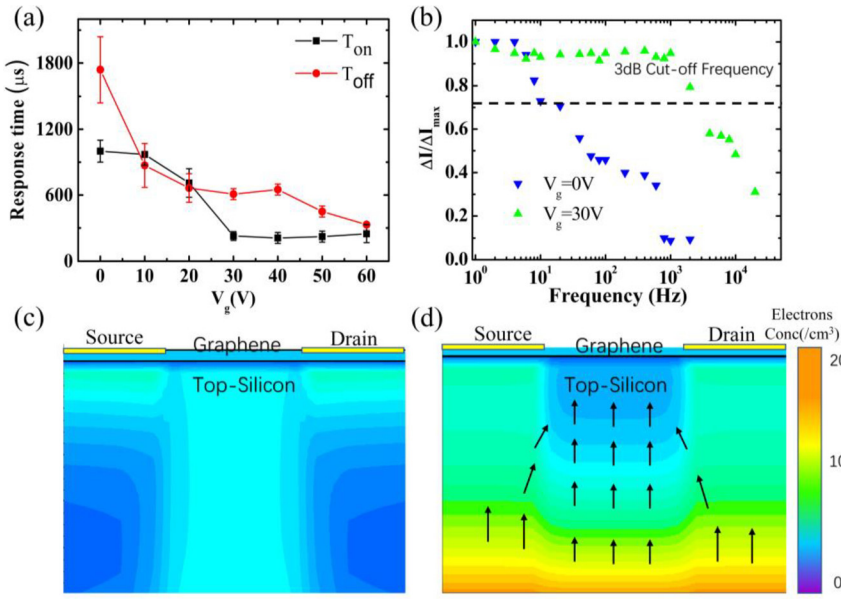 (a)
Response time (μs)
1800
1200
600
0
T_on
T_off
0 10 20 30 40 50 60
V_g(V)
(b)
ΔI/ΔI_max
1.0
0.8
0.6
0.4
0.2
0.0
3dB Cut-off Frequency
V_g=0V
V_g=30V
10^0 10^1 10^2 10^3 10^4
Frequency (Hz)
(c)
Source Graphene Drain
Top-Silicon
(d)
Source Graphene Drain
Top-Silicon
Electrons
Conc(/cm³)
20
10
0